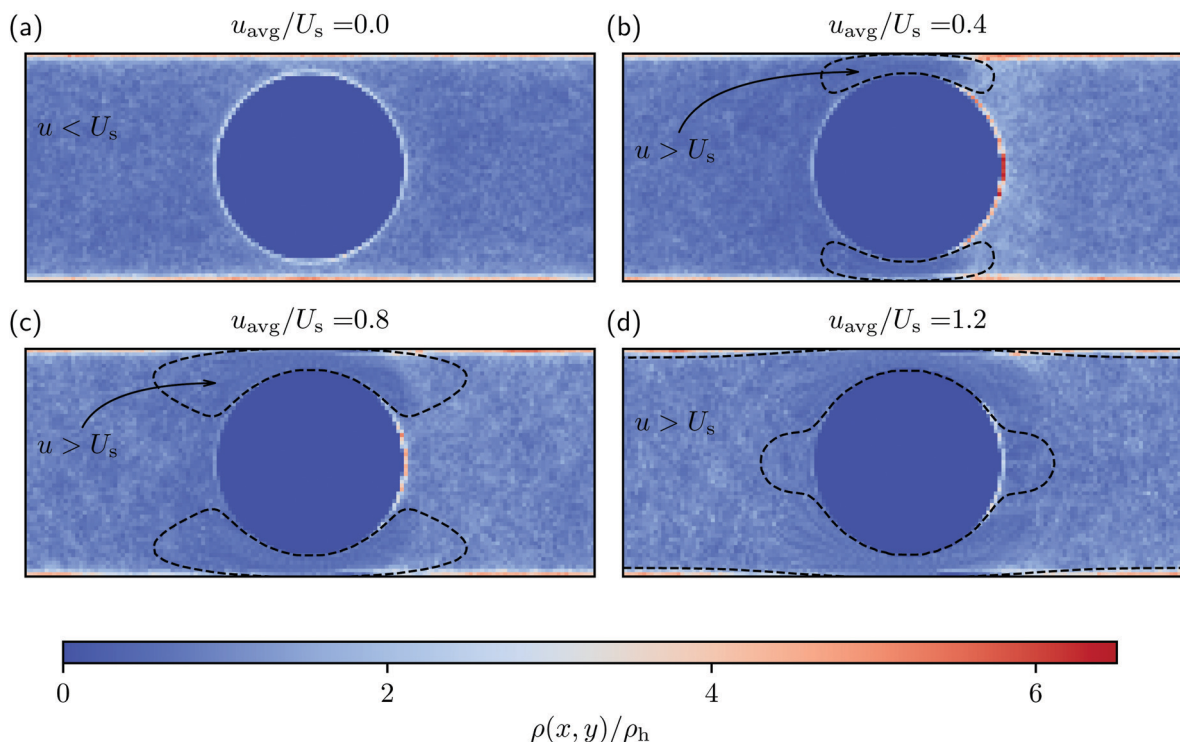 (a) u_avg/U_s =0.0
u < U_s
(b) u_avg/U_s =0.4
u > U_s
(c) u_avg/U_s =0.8
u > U_s
(d) u_avg/U_s =1.2
u > U_s
0 2 4 6
ρ(x, y)/ρ_h